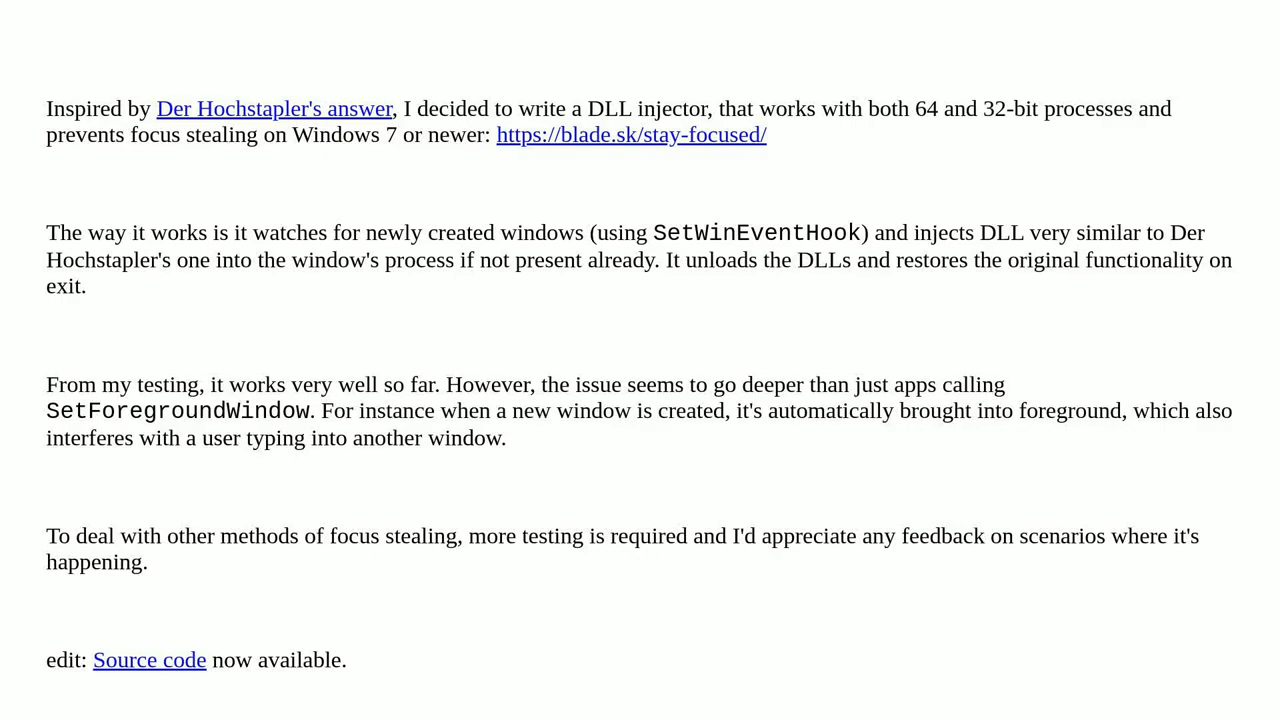 Inspired by Der Hochstapler's answer, I decided to write a DLL injector, that works with both 64 and 32-bit processes and
prevents focus stealing on Windows 7 or newer: https://blade.sk/stay-focused/
The way it works is it watches for newly created windows (using SetWinEventHook) and injects DLL very similar to Der
Hochstapler's one into the window's process if not present already. It unloads the DLLs and restores the original functionality on
exit.
From my testing, it works very well so far. However, the issue seems to go deeper than just apps calling
SetForegroundWindow. For instance when a new window is created, it's automatically brought into foreground, which also
interferes with a user typing into another window.
To deal with other methods of focus stealing, more testing is required and I'd appreciate any feedback on scenarios where it's
happening.
edit: Source code now available.